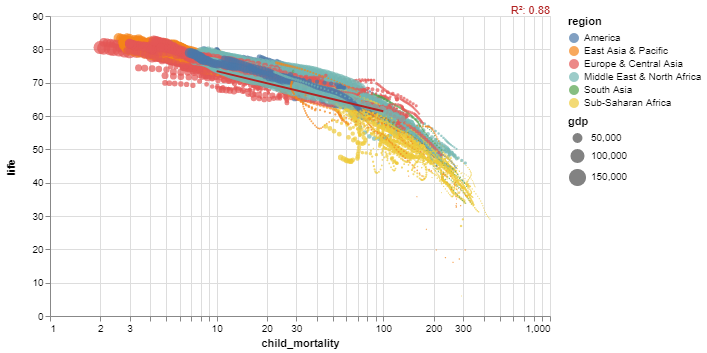 R²: 0.88
90
80
70
60
50
40
30
20
10
0
life
1 2 3 10 20 30 100 200 300 1,000
child_mortality
region
America
East Asia & Pacific
Europe & Central Asia
Middle East & North Africa
South Asia
Sub-Saharan Africa
gdp
50,000
100,000
150,000